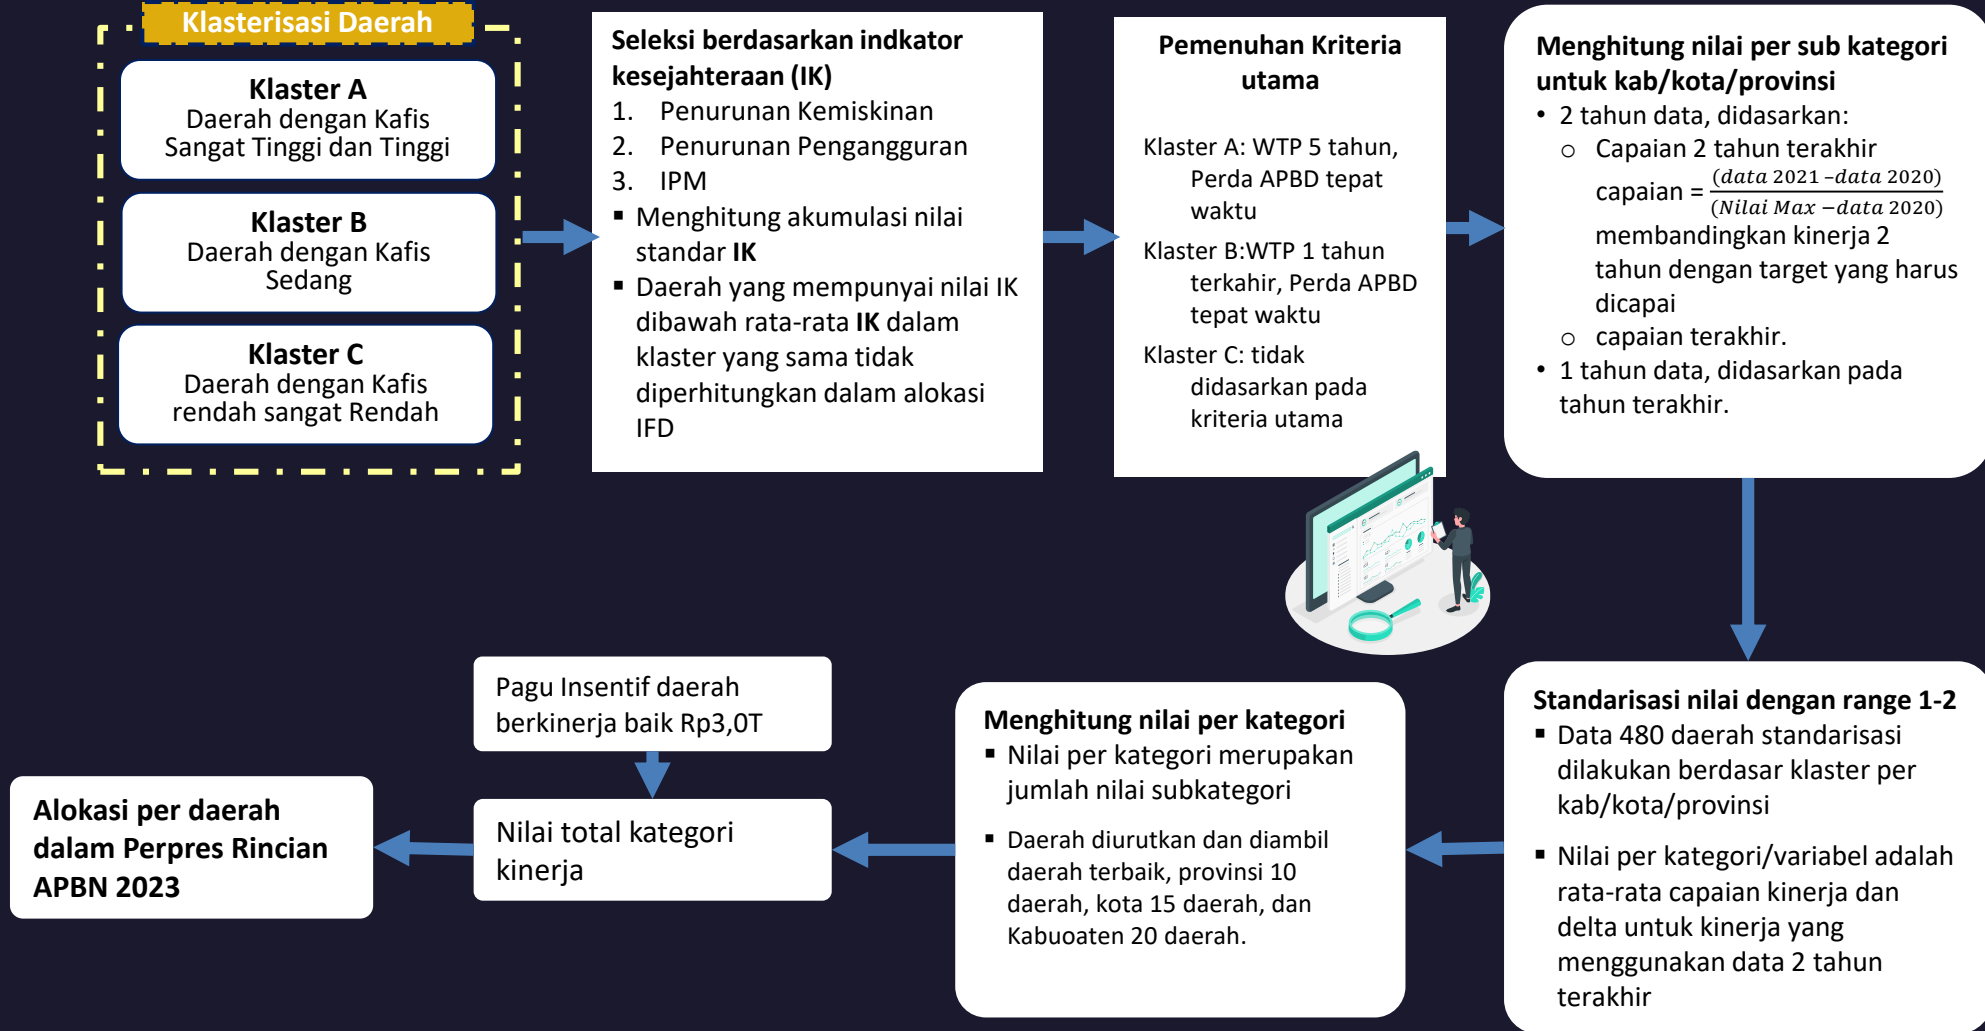 Klasterisasi Daerah
Klaster A
Daerah dengan Kafis
Sangat Tinggi dan Tinggi
Klaster B
Daerah dengan Kafis
Sedang
Klaster C
Daerah dengan Kafis
rendah sangat Rendah
Seleksi berdasarkan indkator
kesejahteraan (IK)
1. Penurunan Kemiskinan
2. Penurunan Pengangguran
3. IPM
▪ Menghitung akumulasi nilai
standar IK
▪ Daerah yang mempunyai nilai IK
dibawah rata-rata IK dalam
klaster yang sama tidak
diperhitungkan dalam alokasi
IFD
Pemenuhan Kriteria
utama
Klaster A: WTP 5 tahun,
Perda APBD tepat
waktu
Klaster B:WTP 1 tahun
terkahir, Perda APBD
tepat waktu
Klaster C: tidak
didasarkan pada
kriteria utama
Menghitung nilai per sub kategori
untuk kab/kota/provinsi
• 2 tahun data, didasarkan:
o Capaian 2 tahun terakhir
capaian = (data 2021 –data 2020) / (Nilai Max –data 2020)
membandingkan kinerja 2
tahun dengan target yang harus
dicapai
o capaian terakhir.
• 1 tahun data, didasarkan pada
tahun terakhir.
Standarisasi nilai dengan range 1-2
▪ Data 480 daerah standarisasi
dilakukan berdasar klaster per
kab/kota/provinsi
▪ Nilai per kategori/variabel adalah
rata-rata capaian kinerja dan
delta untuk kinerja yang
menggunakan data 2 tahun
terakhir
Menghitung nilai per kategori
▪ Nilai per kategori merupakan
jumlah nilai subkategori
▪ Daerah diurutkan dan diambil
daerah terbaik, provinsi 10
daerah, kota 15 daerah, dan
Kabuoaten 20 daerah.
Pagu Insentif daerah
berkinerja baik Rp3,0T
Nilai total kategori
kinerja
Alokasi per daerah
dalam Perpres Rincian
APBN 2023